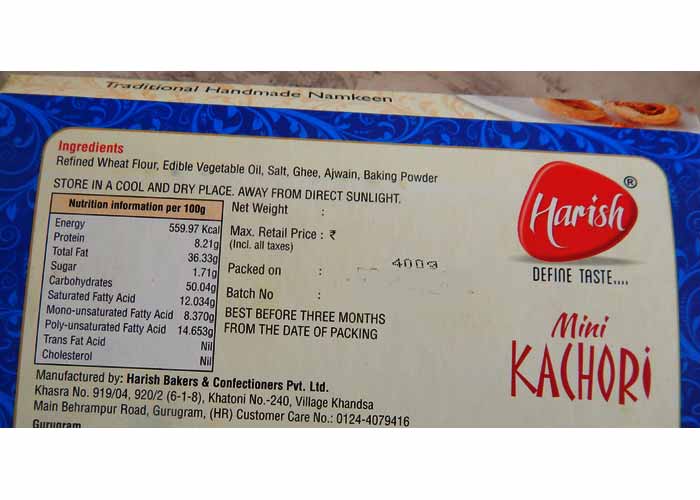 Traditional Handmade Namkeen
Ingredients
Refined Wheat Flour, Edible Vegetable Oil, Salt, Ghee, Ajwain, Baking Powder
STORE IN A COOL AND DRY PLACE. AWAY FROM DIRECT SUNLIGHT.
Nutrition information per 100g
Energy 559.97 Kcal
Protein 8.21g
Total Fat 36.33g
Sugar 1.71g
Carbohydrates 50.04g
Saturated Fatty Acid 12.034g
Mono-unsaturated Fatty Acid 8.370g
Poly-unsaturated Fatty Acid 14.653g
Trans Fat Acid Nil
Cholesterol Nil
Net Weight :
Max. Retail Price : ₹
(Incl. all taxes)
400g
Packed on :
Batch No :
BEST BEFORE THREE MONTHS
FROM THE DATE OF PACKING
Harish ®
DEFINE TASTE....
Mini
KACHORI
Manufactured by: Harish Bakers & Confectioners Pvt. Ltd.
Khasra No. 919/04, 920/2 (6-1-8), Khatoni No.-240, Village Khandsa
Main Behrampur Road, Gurugram, (HR) Customer Care No.: 0124-4079416
Gurugram